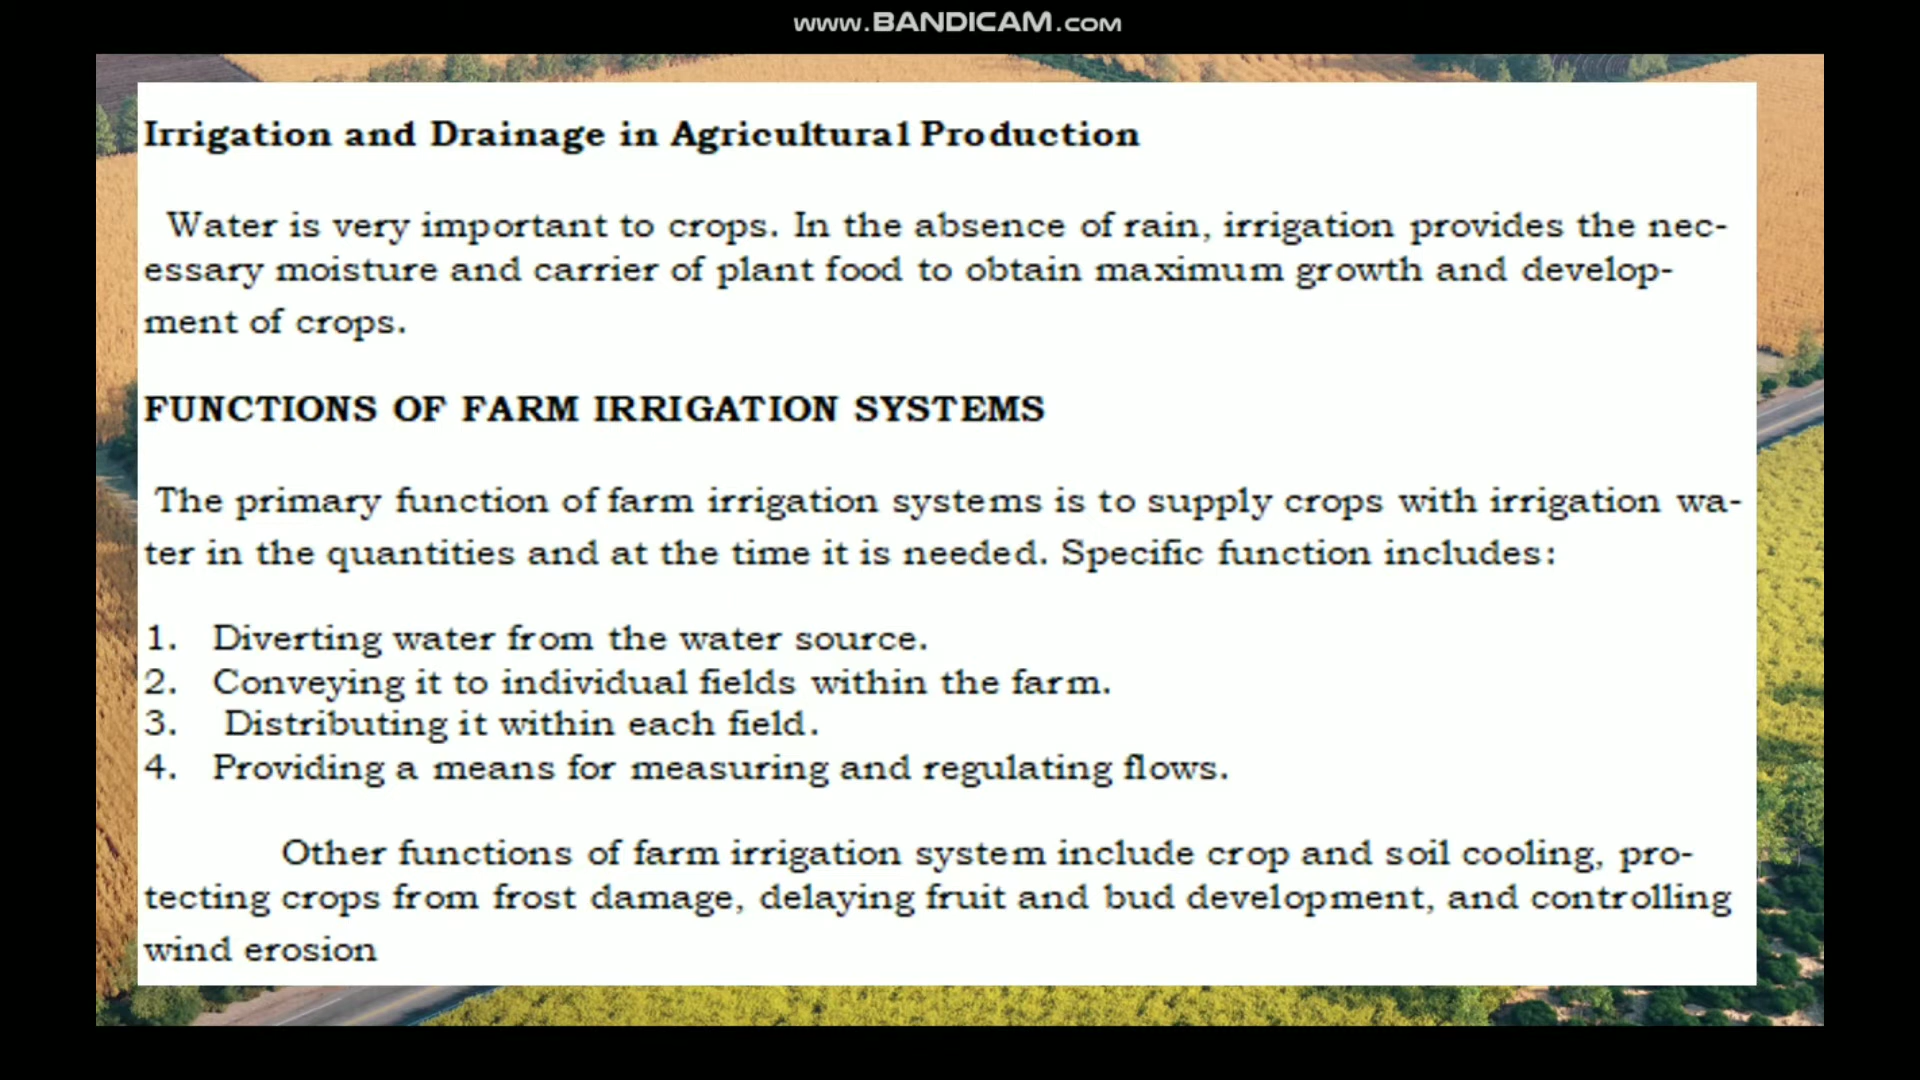 www.BANDICAM.COM
Irrigation and Drainage in Agricultural Production
Water is very important to crops. In the absence of rain, irrigation provides the nec-
essary moisture and carrier of plant food to obtain maximum growth and develop-
ment of crops.
FUNCTIONS OF FARM IRRIGATION SYSTEMS
The primary function of farm irrigation systems is to supply crops with irrigation wa-
ter in the quantities and at the time it is needed. Specific function includes:
1. Diverting water from the water source.
2. Conveying it to individual fields within the farm.
3. Distributing it within each field.
4. Providing a means for measuring and regulating flows.
Other functions of farm irrigation system include crop and soil cooling, pro-
tecting crops from frost damage, delaying fruit and bud development, and controlling
wind erosion